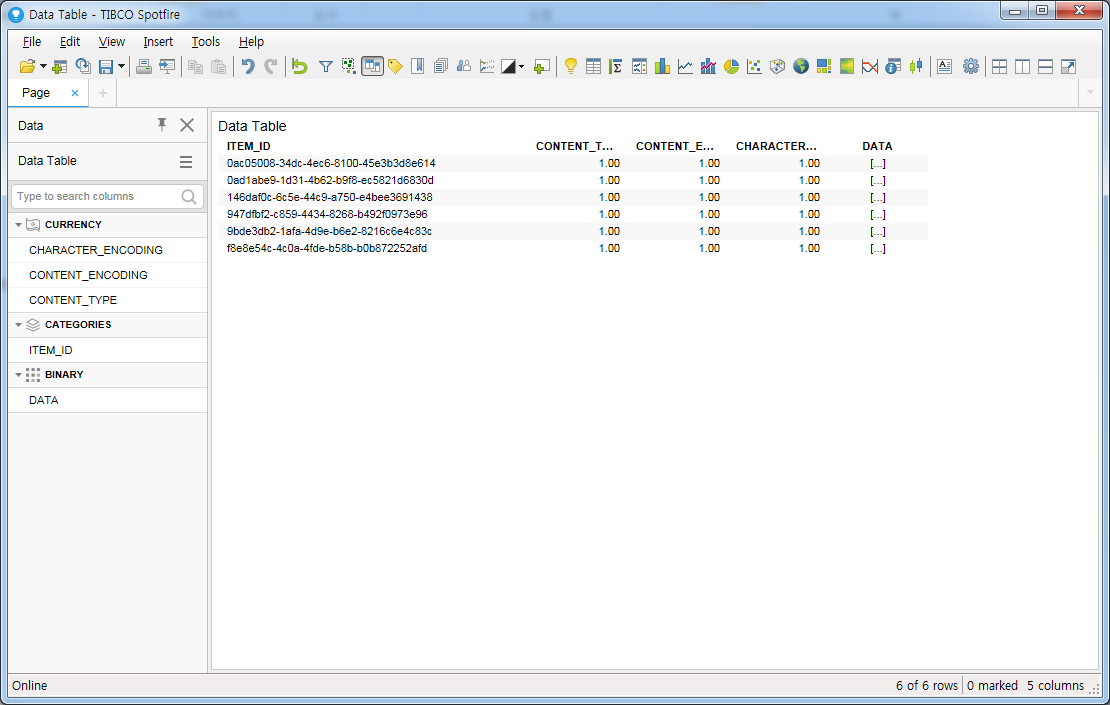 Data Table - TIBCO Spotfire
File Edit View Insert Tools Help
Page
Data
Data Table
Type to search columns
CURRENCY
CHARACTER_ENCODING
CONTENT_ENCODING
CONTENT_TYPE
CATEGORIES
ITEM_ID
BINARY
DATA
Data Table
ITEM_ID CONTENT_T... CONTENT_E... CHARACTER... DATA
0ac05008-34dc-4ec6-8100-45e3b3d8e614 1.00 1.00 1.00 [...]
0ad1abe9-1d31-4b62-b9f8-ec5821d6830d 1.00 1.00 1.00 [...]
146daf0c-6c5e-44c9-a750-e4bee3691438 1.00 1.00 1.00 [...]
947dfbf2-c859-4434-8268-b492f0973e96 1.00 1.00 1.00 [...]
9bde3db2-1afa-4d9e-b6e2-8216c6e4c83c 1.00 1.00 1.00 [...]
f8e8e54c-4c0a-4fde-b58b-b0b872252afd 1.00 1.00 1.00 [...]
Online
6 of 6 rows 0 marked 5 columns